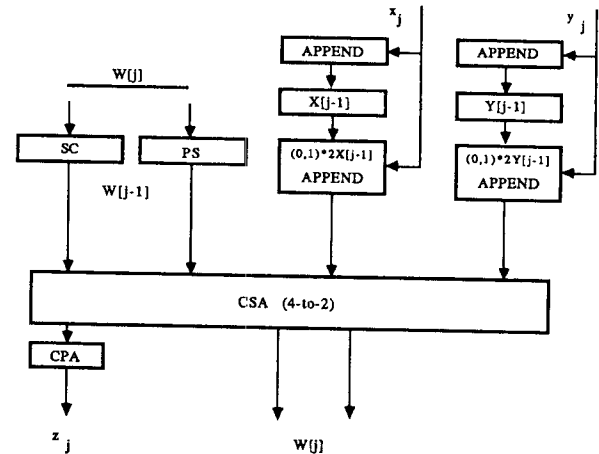 x j
y j
APPEND
APPEND
W[j]
X[j-1]
Y[j-1]
SC
PS
(0,1)*2X[j-1]
APPEND
(0,1)*2Y[j-1]
APPEND
W[j-1]
CSA (4-to-2)
CPA
z j
W[j]